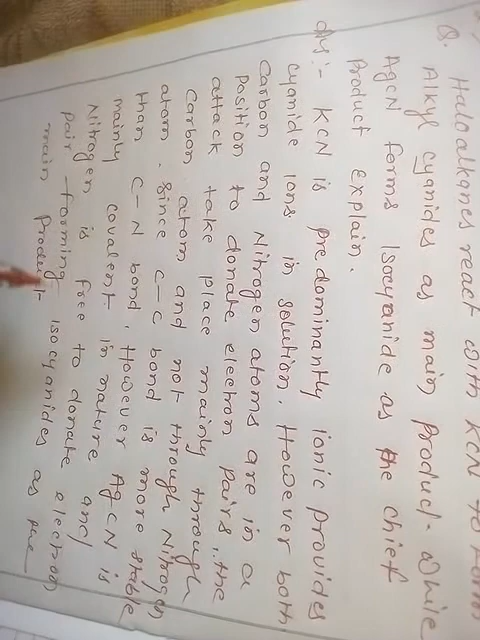 Q. Haloalkanes react with KCN to form
Alkyl cyanides as main product while
AgCN forms Isocyanide as the chief
Product Explain.
Ans:- KCN is predominantly ionic provides
cyanide ions in solution. However both
Carbon and Nitrogen atoms are in a
Position to donate electron pairs, the
attack take place mainly through
Carbon atom and not through Nitrogen
atom. Since C-C bond is more stable
than C-N bond. However AgCN is
mainly covalent in nature and
Nitrogen is free to donate electron
pair forming isocyanides as the
main Product